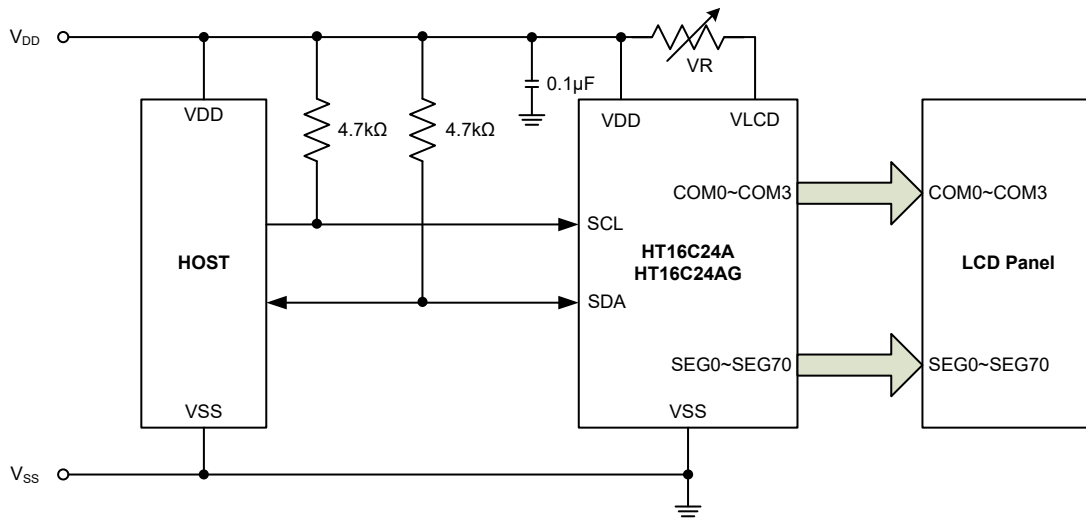 VDD
VR
0.1µF
VDD
4.7kΩ
4.7kΩ
VDD
VLCD
COM0~COM3
COM0~COM3
SCL
HOST
HT16C24A
HT16C24AG
LCD Panel
SDA
SEG0~SEG70
SEG0~SEG70
VSS
VSS
VSS